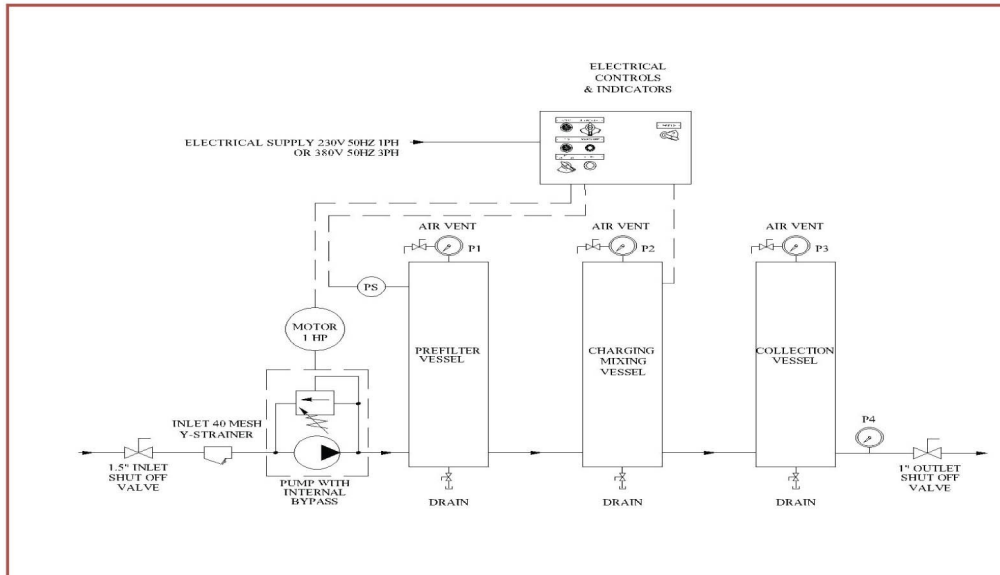 ELECTRICAL
CONTROLS
& INDICATORS
ELECTRICAL SUPPLY 230V 50HZ 1PH
OR 380V 50HZ 3PH
AIR VENT
P1
AIR VENT
P2
AIR VENT
P3
PS
MOTOR
1 HP
PREFILTER
VESSEL
CHARGING
MIXING
VESSEL
COLLECTION
VESSEL
INLET 40 MESH
Y-STRAINER
P4
1.5" INLET
SHUT OFF
VALVE
PUMP WITH
INTERNAL
BYPASS
DRAIN
DRAIN
DRAIN
1" OUTLET
SHUT OFF
VALVE